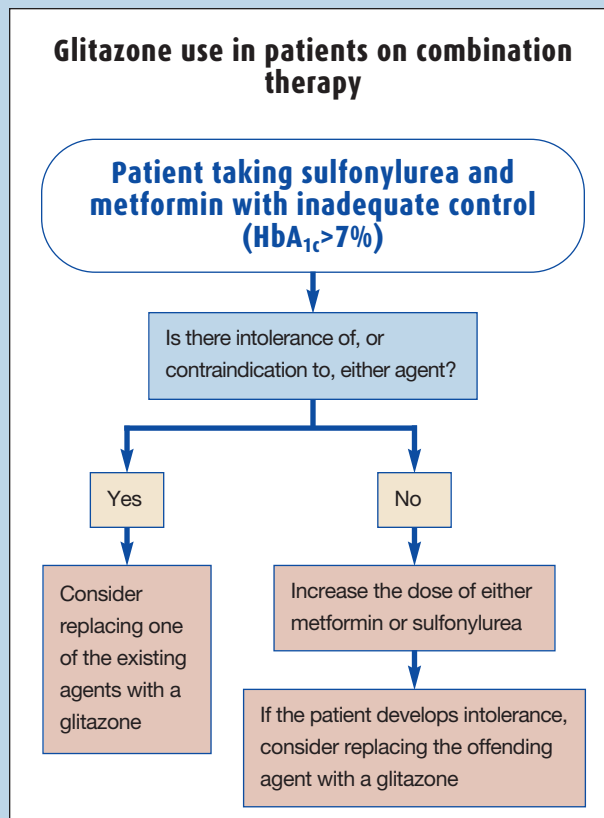 Glitazone use in patients on combination
therapy
Patient taking sulfonylurea and
metformin with inadequate control
(HbA1c>7%)
Is there intolerance of, or
contraindication to, either agent?
Yes
No
Consider
replacing one
of the existing
agents with a
glitazone
Increase the dose of either
metformin or sulfonylurea
If the patient develops intolerance,
consider replacing the offending
agent with a glitazone